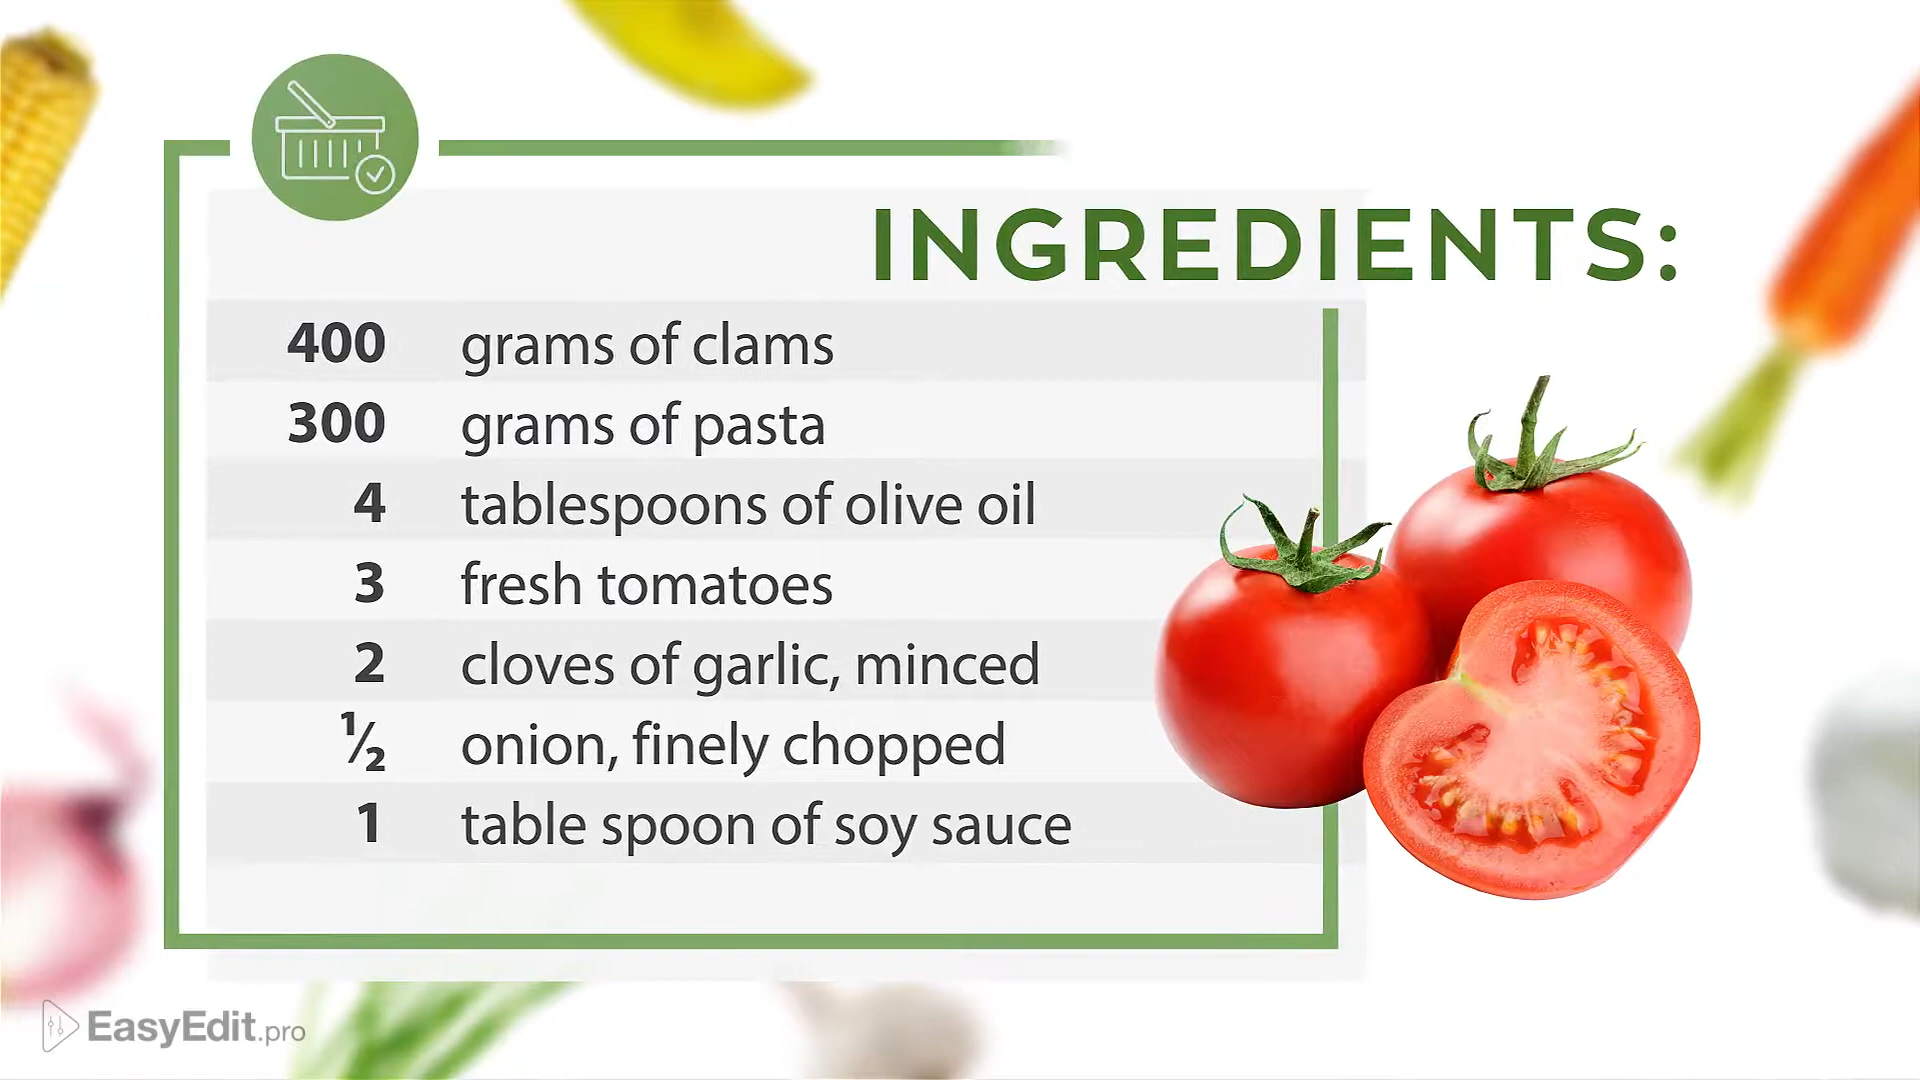 INGREDIENTS:
400 grams of clams
300 grams of pasta
4 tablespoons of olive oil
3 fresh tomatoes
2 cloves of garlic, minced
½ onion, finely chopped
1 table spoon of soy sauce
EasyEdit.pro